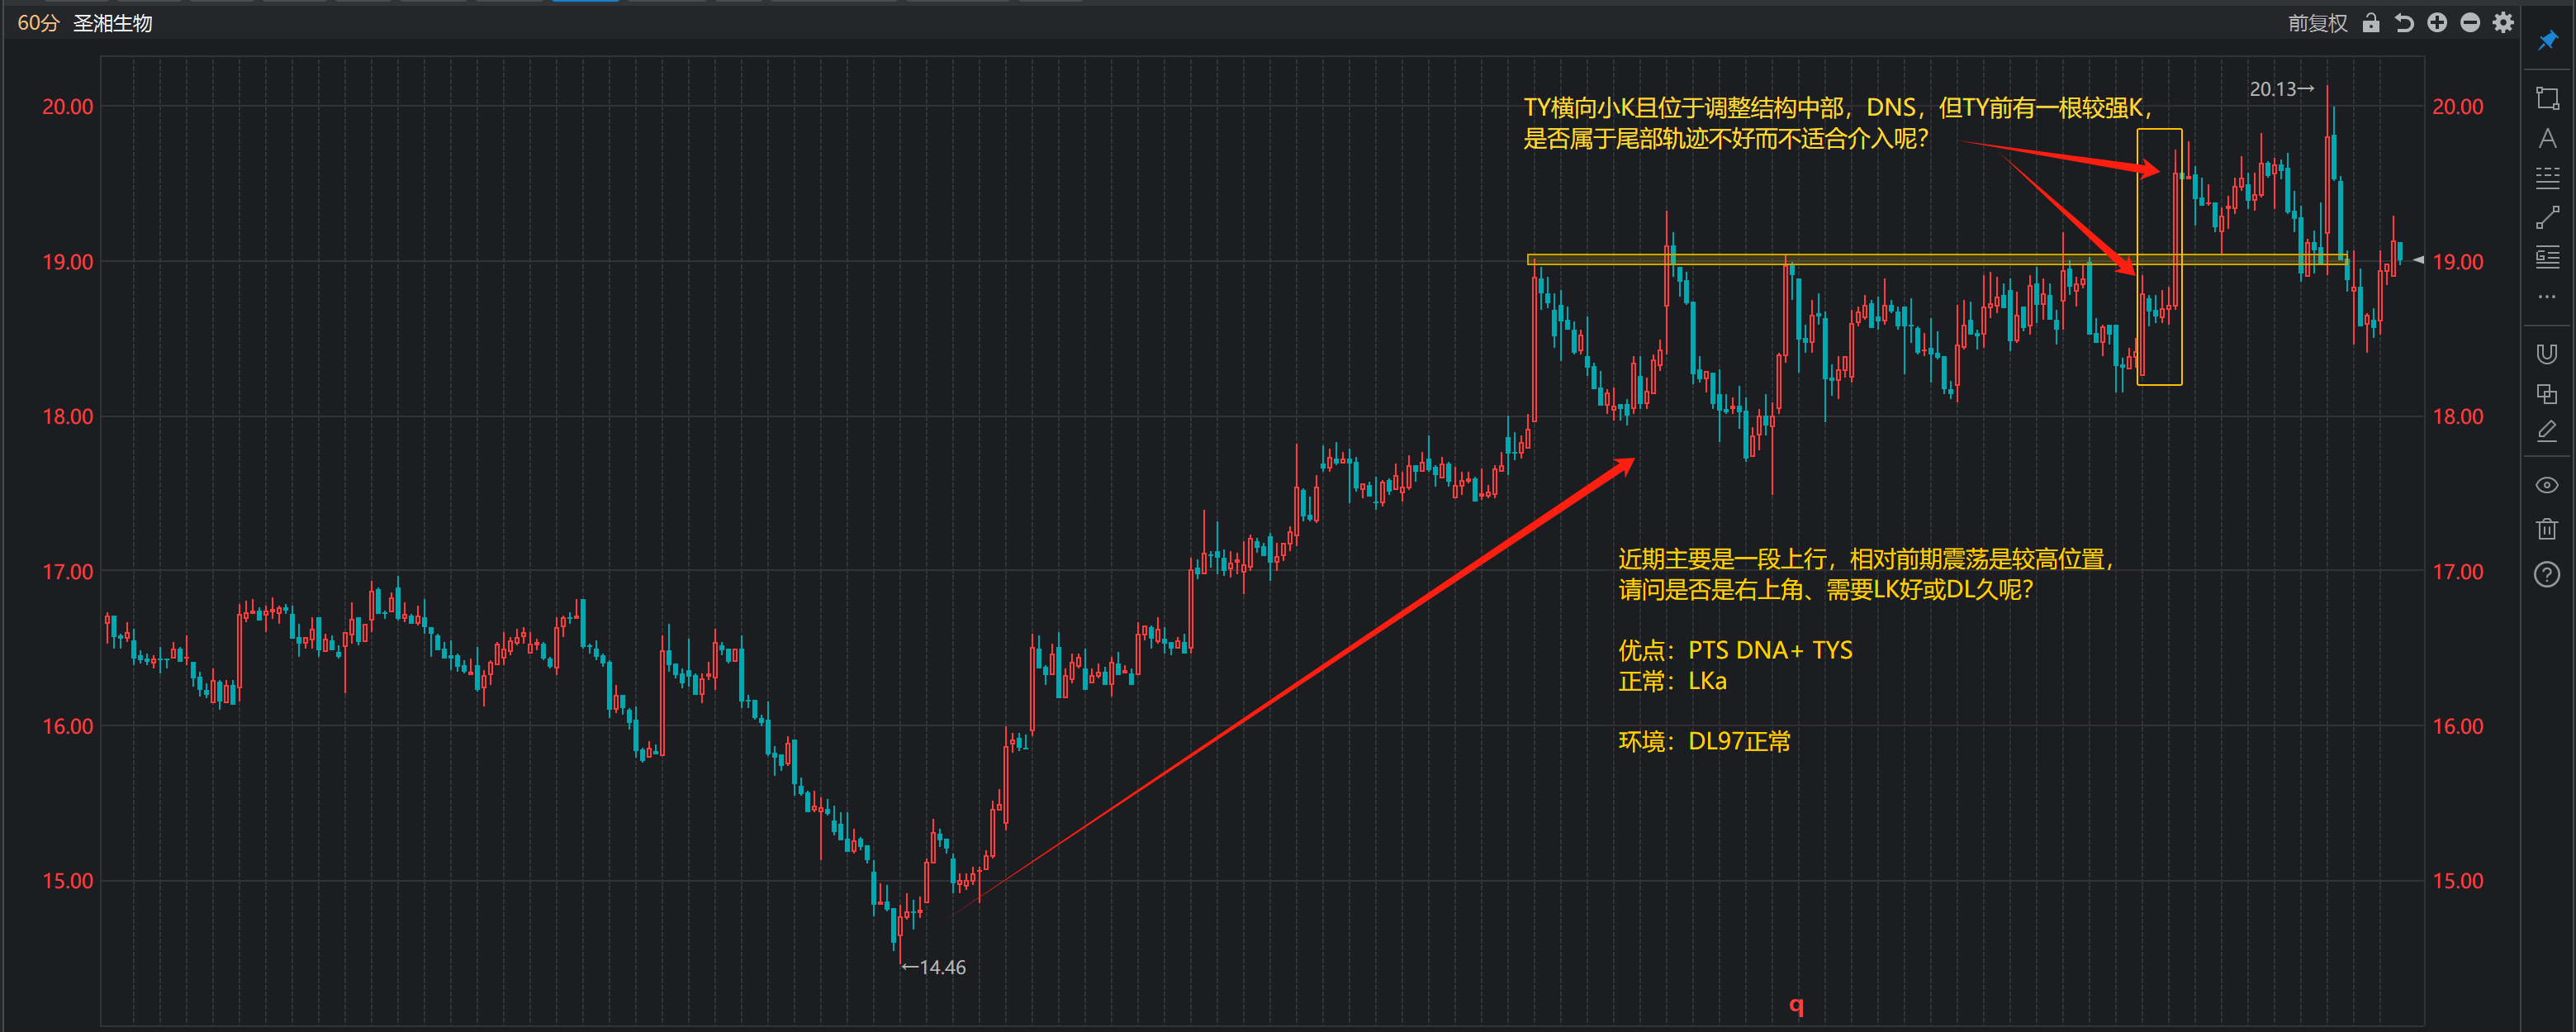 60分 圣湘生物
前复权
20.13→
20.00
20.00
TY横向小K且位于调整结构中部，DNS，但TY前有一根较强K，
是否属于尾部轨迹不好而不适合介入呢？
19.00
19.00
18.00
18.00
17.00
17.00
近期主要是一段上行，相对前期震荡是较高位置，
请问是否是右上角、需要LK好或DL久呢？
优点：PTS DNA+ TYS
正常：LKa
16.00
16.00
环境：DL97正常
15.00
15.00
←14.46
q